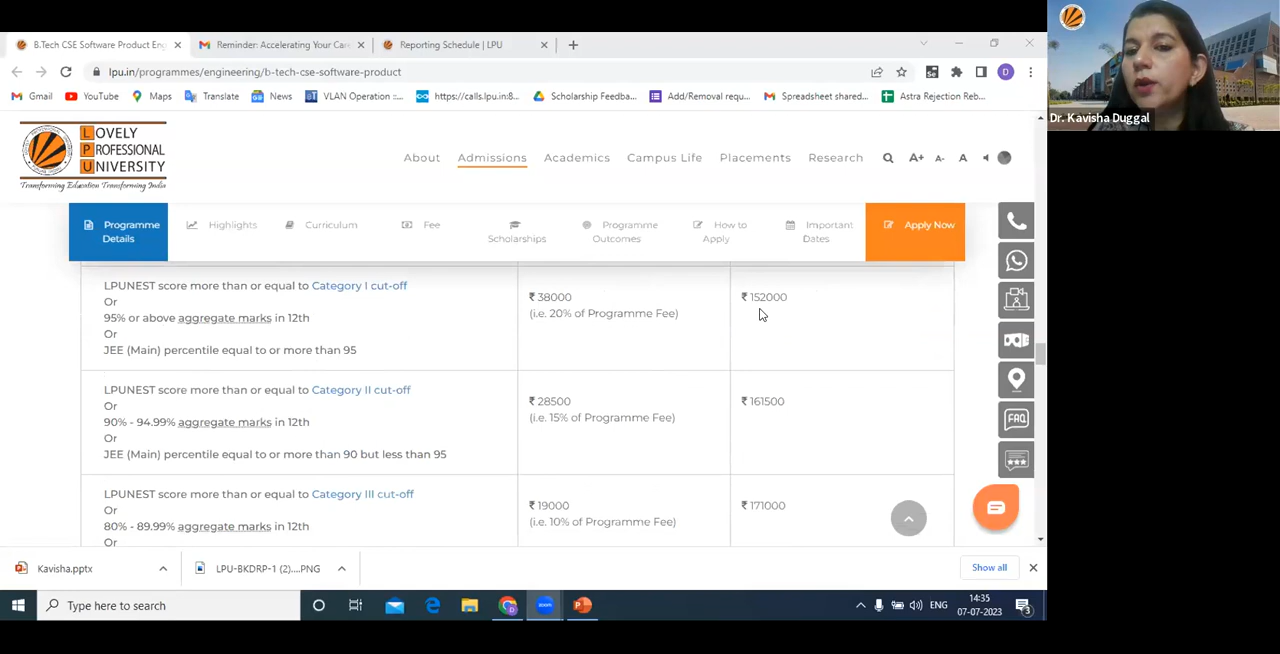 B.Tech CSE Software Product Eng
Reminder: Accelerating Your Care
Reporting Schedule | LPU
lpu.in/programmes/engineering/b-tech-cse-software-product
D
Gmail
YouTube
Maps
Translate
News
VLAN Operation ::...
https://calls.lpu.in:8...
Scholarship Feedba...
Add/Removal requ...
Spreadsheet shared...
Astra Rejection Reb...
LOVELY
PROFESSIONAL
UNIVERSITY
Transforming Education Transforming India
About
Admissions
Academics
Campus Life
Placements
Research
A+
A-
A
Programme
Details
Highlights
Curriculum
Fee
Scholarships
Programme
Outcomes
How to
Apply
Important
Dates
Apply Now
LPUNEST score more than or equal to Category I cut-off
Or
95% or above aggregate marks in 12th
Or
JEE (Main) percentile equal to or more than 95
₹ 38000
(i.e. 20% of Programme Fee)
₹ 152000
LPUNEST score more than or equal to Category II cut-off
Or
90% - 94.99% aggregate marks in 12th
Or
JEE (Main) percentile equal to or more than 90 but less than 95
₹ 28500
(i.e. 15% of Programme Fee)
₹ 161500
LPUNEST score more than or equal to Category III cut-off
Or
80% - 89.99% aggregate marks in 12th
Or
₹ 19000
(i.e. 10% of Programme Fee)
₹ 171000
FAQ
Kavisha.pptx
LPU-BKDRP-1 (2)....PNG
Show all
Type here to search
zoom
ENG
14:35
07-07-2023
3
Dr. Kavisha Duggal